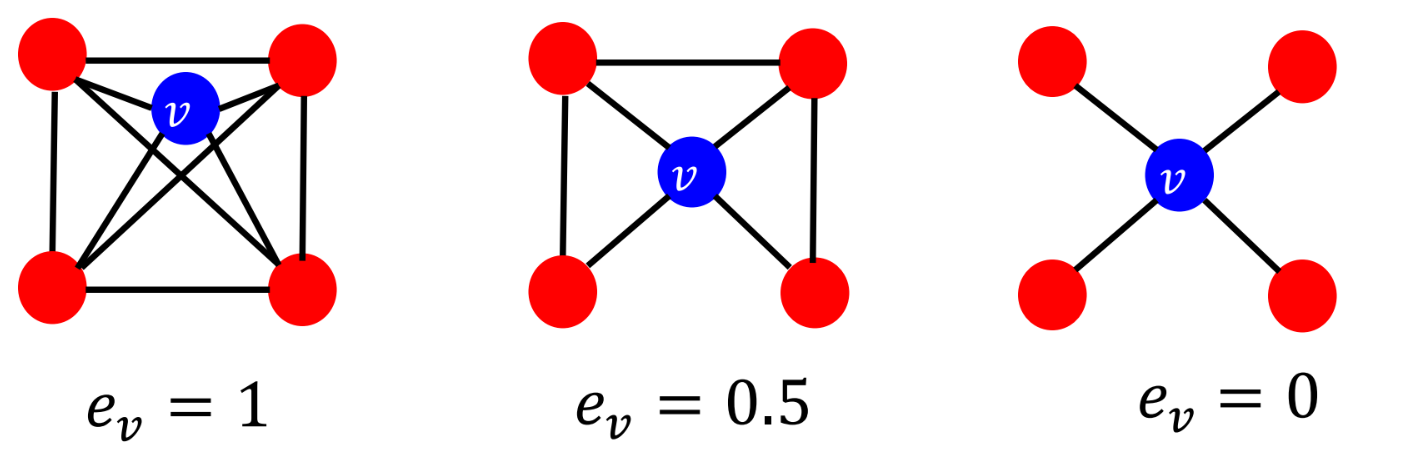 v
v
v
e_v = 1
e_v = 0.5
e_v = 0